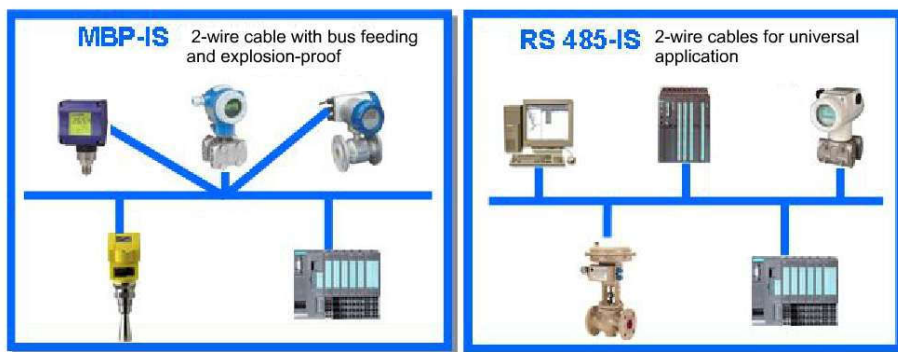 MBP-IS 2-wire cable with bus feeding
and explosion-proof
RS 485-IS 2-wire cables for universal
application